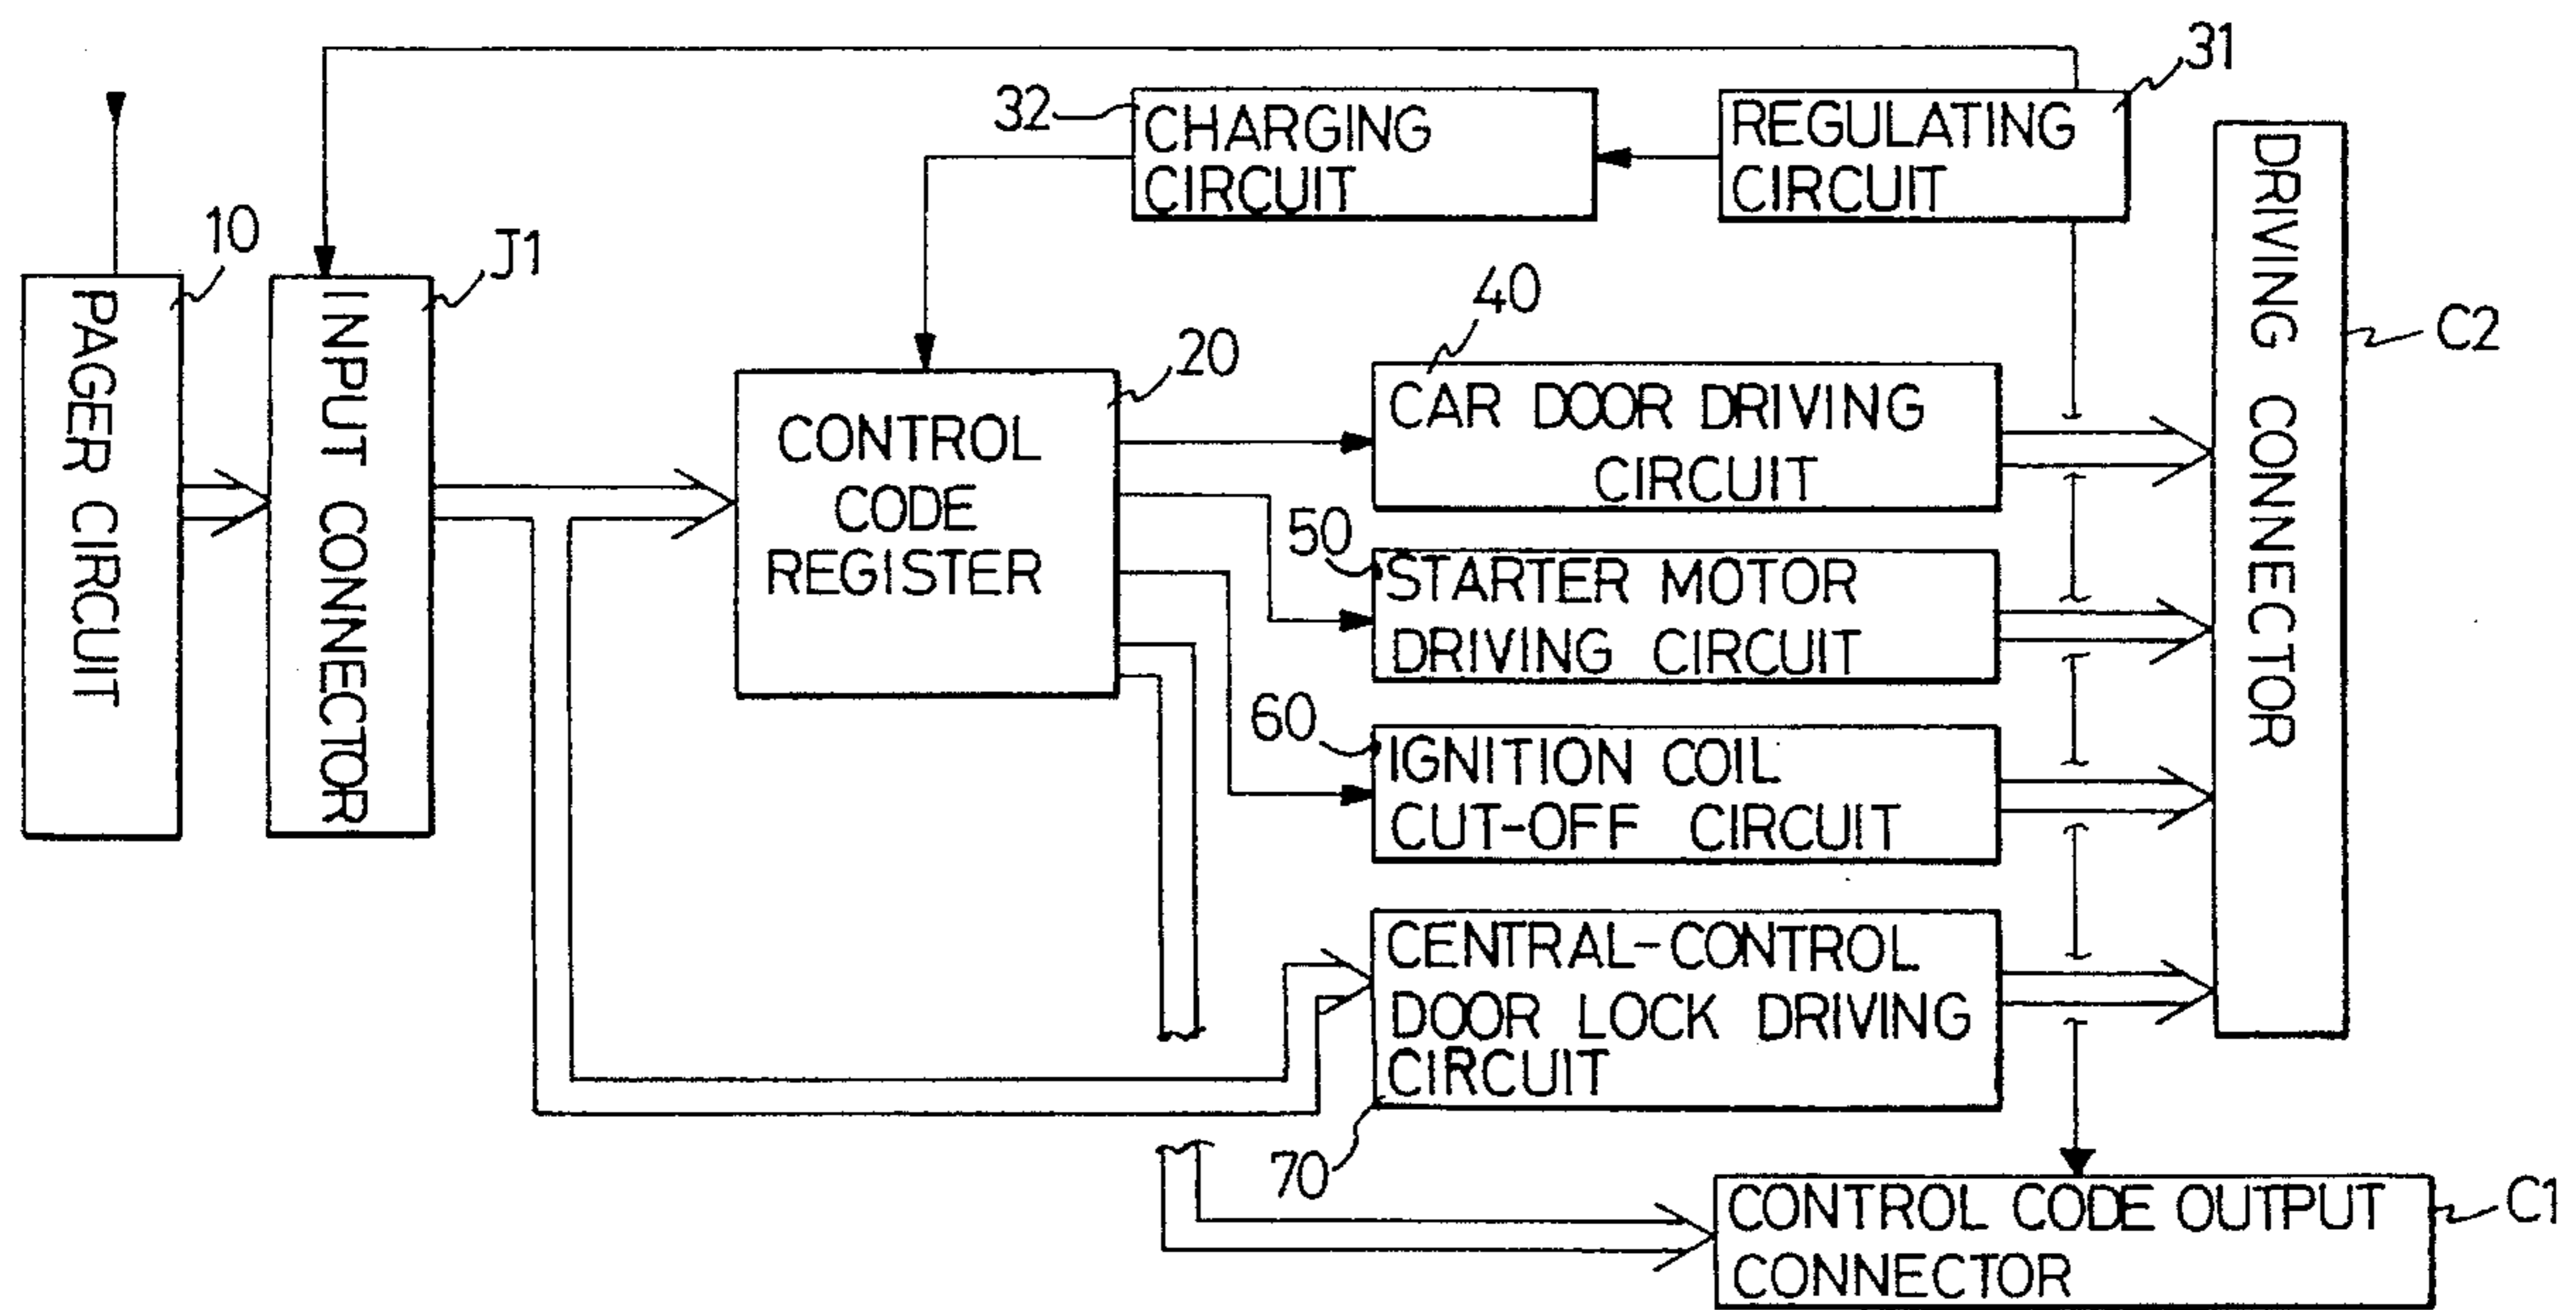 31
32
CHARGING
CIRCUIT
REGULATING
CIRCUIT
DRIVING CONNECTOR
C2
10
PAGER CIRCUIT
J1
INPUT CONNECTOR
20
CONTROL
CODE
REGISTER
40
CAR DOOR DRIVING
CIRCUIT
50
STARTER MOTOR
DRIVING CIRCUIT
60
IGNITION COIL
CUT-OFF CIRCUIT
CENTRAL-CONTROL
DOOR LOCK DRIVING
CIRCUIT
70
CONTROL CODE OUTPUT
CONNECTOR
C1